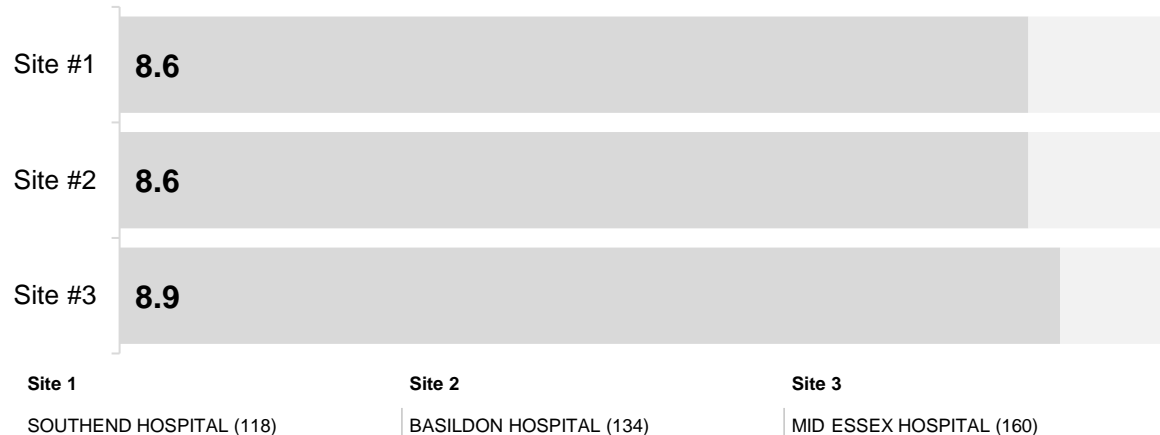 Site #1 8.6
Site #2 8.6
Site #3 8.9
Site 1 Site 2 Site 3
SOUTHEND HOSPITAL (118) BASILDON HOSPITAL (134) MID ESSEX HOSPITAL (160)